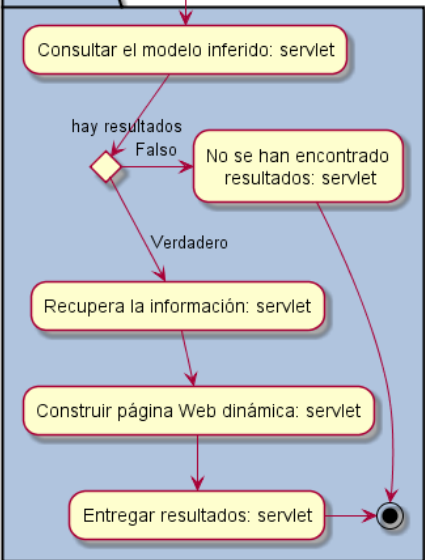 Consultar el modelo inferido: servlet
hay resultados
Falso
No se han encontrado
resultados: servlet
Verdadero
Recupera la información: servlet
Construir página Web dinámica: servlet
Entregar resultados: servlet